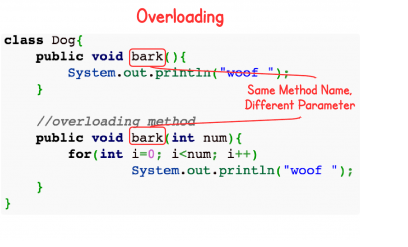 Overloading
class Dog{
public void bark(){
System.out.println("woof ");
}
Same Method Name,
Different Parameter
//overloading method
public void bark(int num){
for(int i=0; i<num; i++)
System.out.println("woof ");
}
}